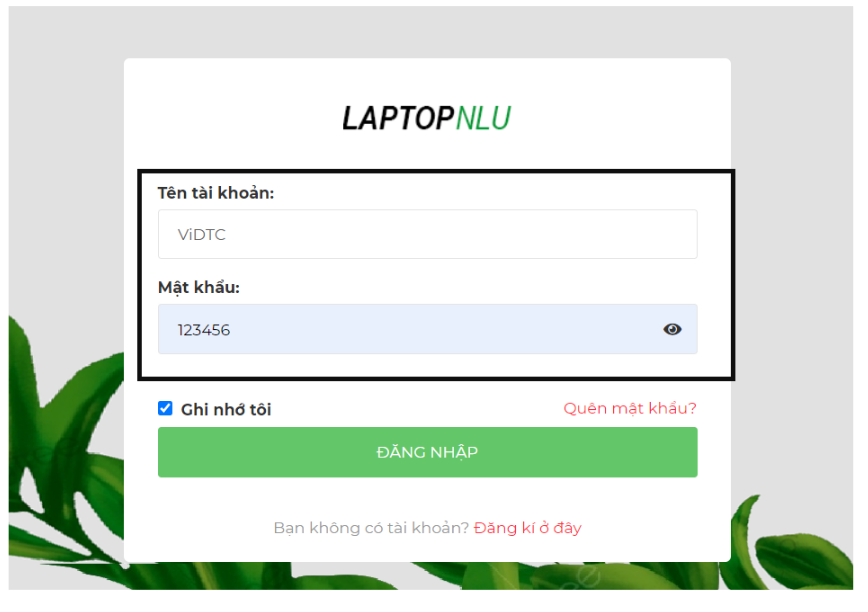 LAPTOPNLU
Tên tài khoản:
ViDTC
Mật khẩu:
123456
Ghi nhớ tôi
Quên mật khẩu?
ĐĂNG NHẬP
Bạn không có tài khoản? Đăng kí ở đây